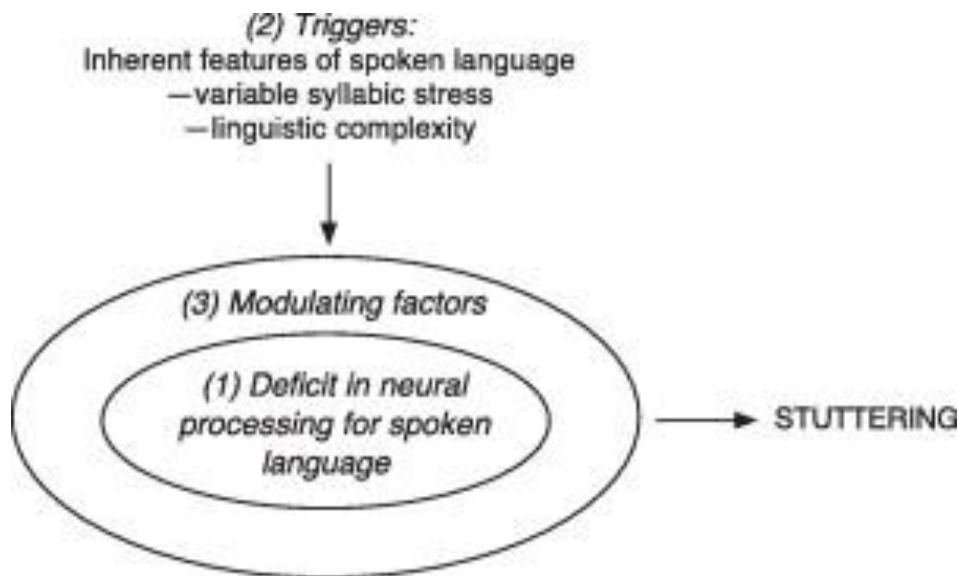 (2) Triggers:
Inherent features of spoken language
—variable syllabic stress
—linguistic complexity
(3) Modulating factors
(1) Deficit in neural
processing for spoken
language
STUTTERING